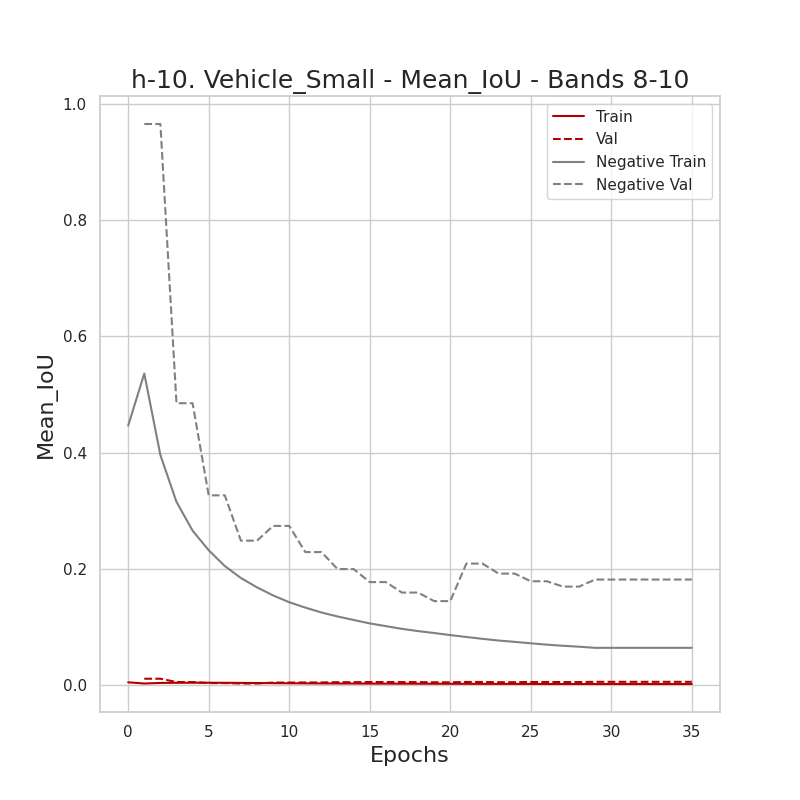 h-10. Vehicle_Small - Mean_IoU - Bands 8-10
1.0
0.8
0.6
0.4
0.2
0.0
Mean_IoU
Train
Val
Negative Train
Negative Val
0 5 10 15 20 25 30 35
Epochs